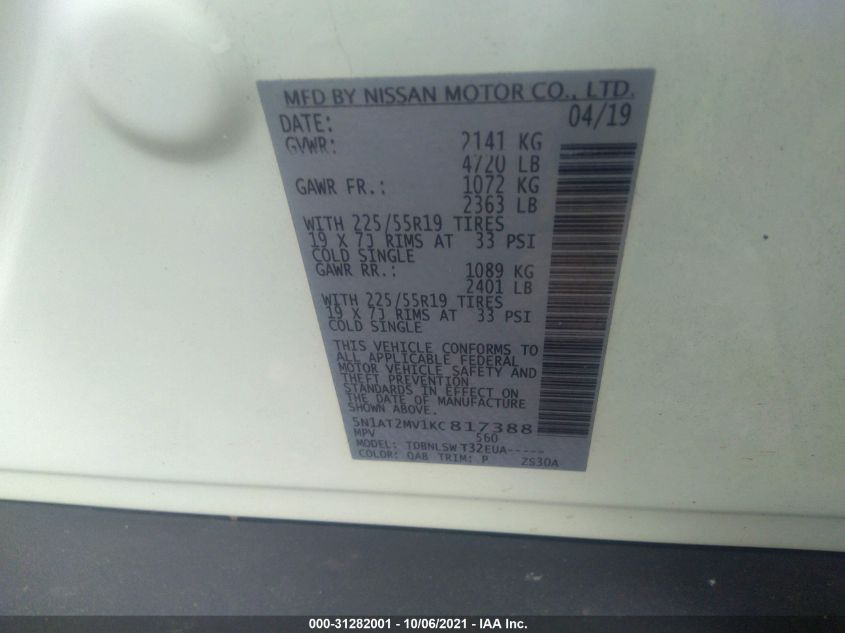 MFD BY NISSAN MOTOR CO., LTD.
DATE: 04/19
GVWR: 2141 KG
4720 LB
GAWR FR.: 1072 KG
2363 LB
WITH 225/55R19 TIRES
19 X 7J RIMS AT 33 PSI
COLD SINGLE
GAWR RR.: 1089 KG
2401 LB
WITH 225/55R19 TIRES
19 X 7J RIMS AT 33 PSI
COLD SINGLE
THIS VEHICLE CONFORMS TO
ALL APPLICABLE FEDERAL
MOTOR VEHICLE SAFETY AND
THEFT PREVENTION
STANDARDS IN EFFECT ON
THE DATE OF MANUFACTURE
SHOWN ABOVE.
5N1AT2MV1KC817388
MPV 560
MODEL: TDBNLSWT32EUA-----
COLOR: QAB TRIM: P ZS30A
000-31282001 - 10/06/2021 - IAA Inc.